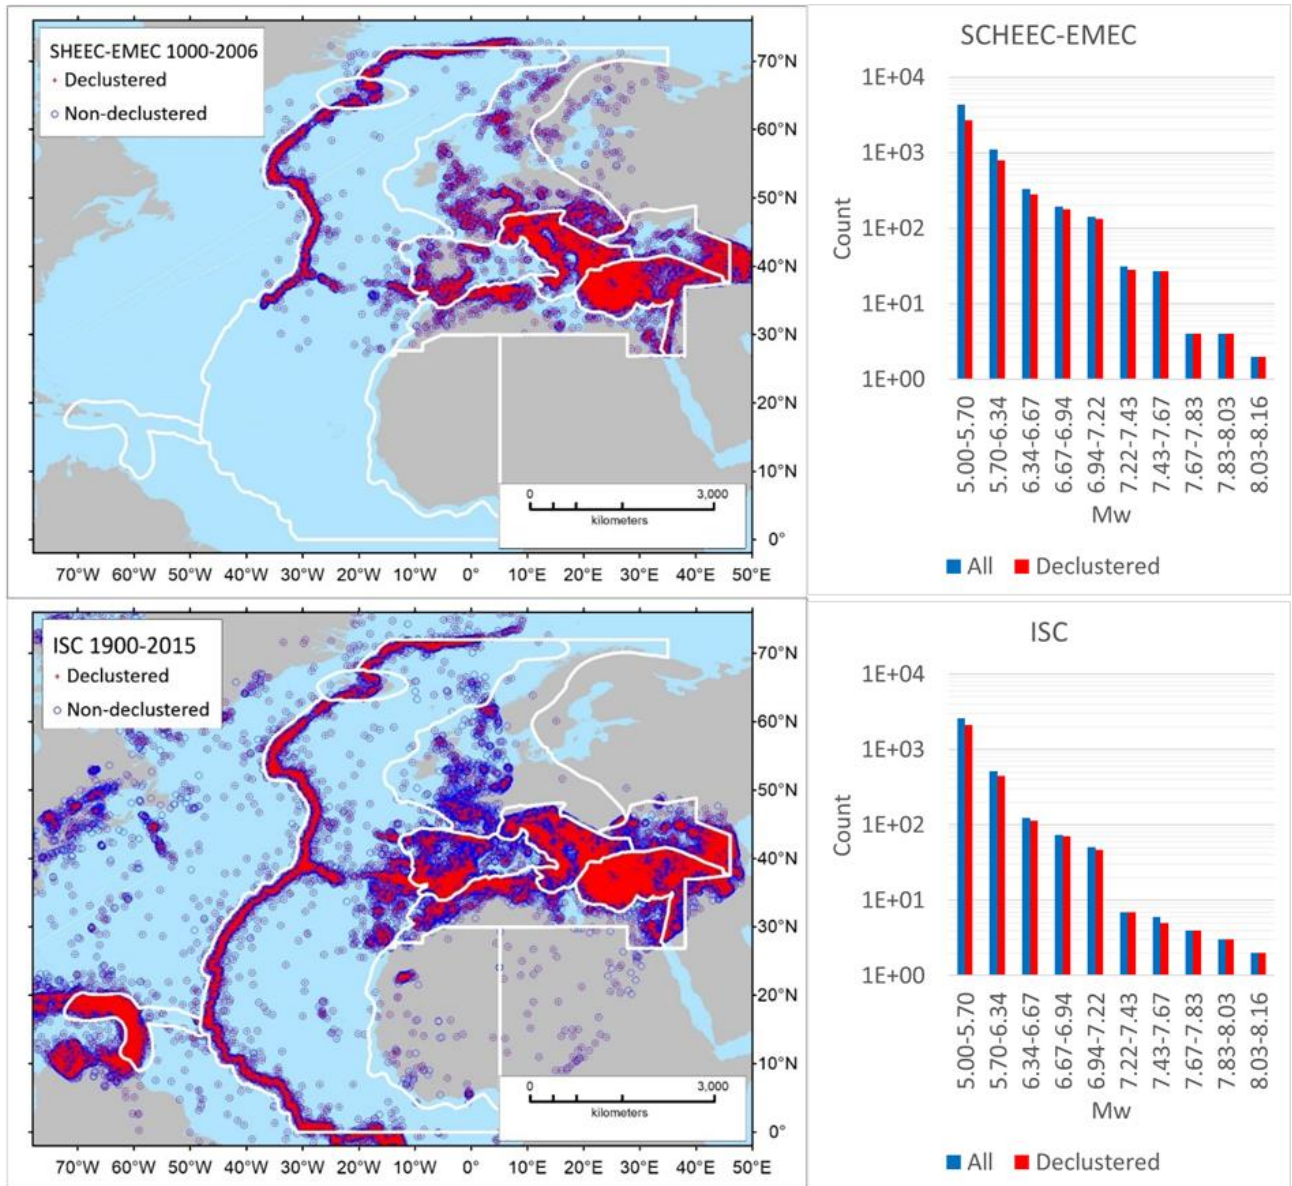 SHEEC-EMEC 1000-2006
Declustered
Non-declustered
70°N
60°N
50°N
40°N
30°N
20°N
10°N
0°
0 3,000
kilometers
70°W 60°W 50°W 40°W 30°W 20°W 10°W 0° 10°E 20°E 30°E 40°E 50°E
SCHEEC-EMEC
1E+04
1E+03
1E+02
1E+01
1E+00
Count
5.00-5.70
5.70-6.34
6.34-6.67
6.67-6.94
6.94-7.22
7.22-7.43
7.43-7.67
7.67-7.83
7.83-8.03
8.03-8.16
Mw
All Declustered
ISC 1900-2015
Declustered
Non-declustered
70°N
60°N
50°N
40°N
30°N
20°N
10°N
0°
0 3,000
kilometers
70°W 60°W 50°W 40°W 30°W 20°W 10°W 0° 10°E 20°E 30°E 40°E 50°E
ISC
1E+04
1E+03
1E+02
1E+01
1E+00
Count
5.00-5.70
5.70-6.34
6.34-6.67
6.67-6.94
6.94-7.22
7.22-7.43
7.43-7.67
7.67-7.83
7.83-8.03
8.03-8.16
Mw
All Declustered